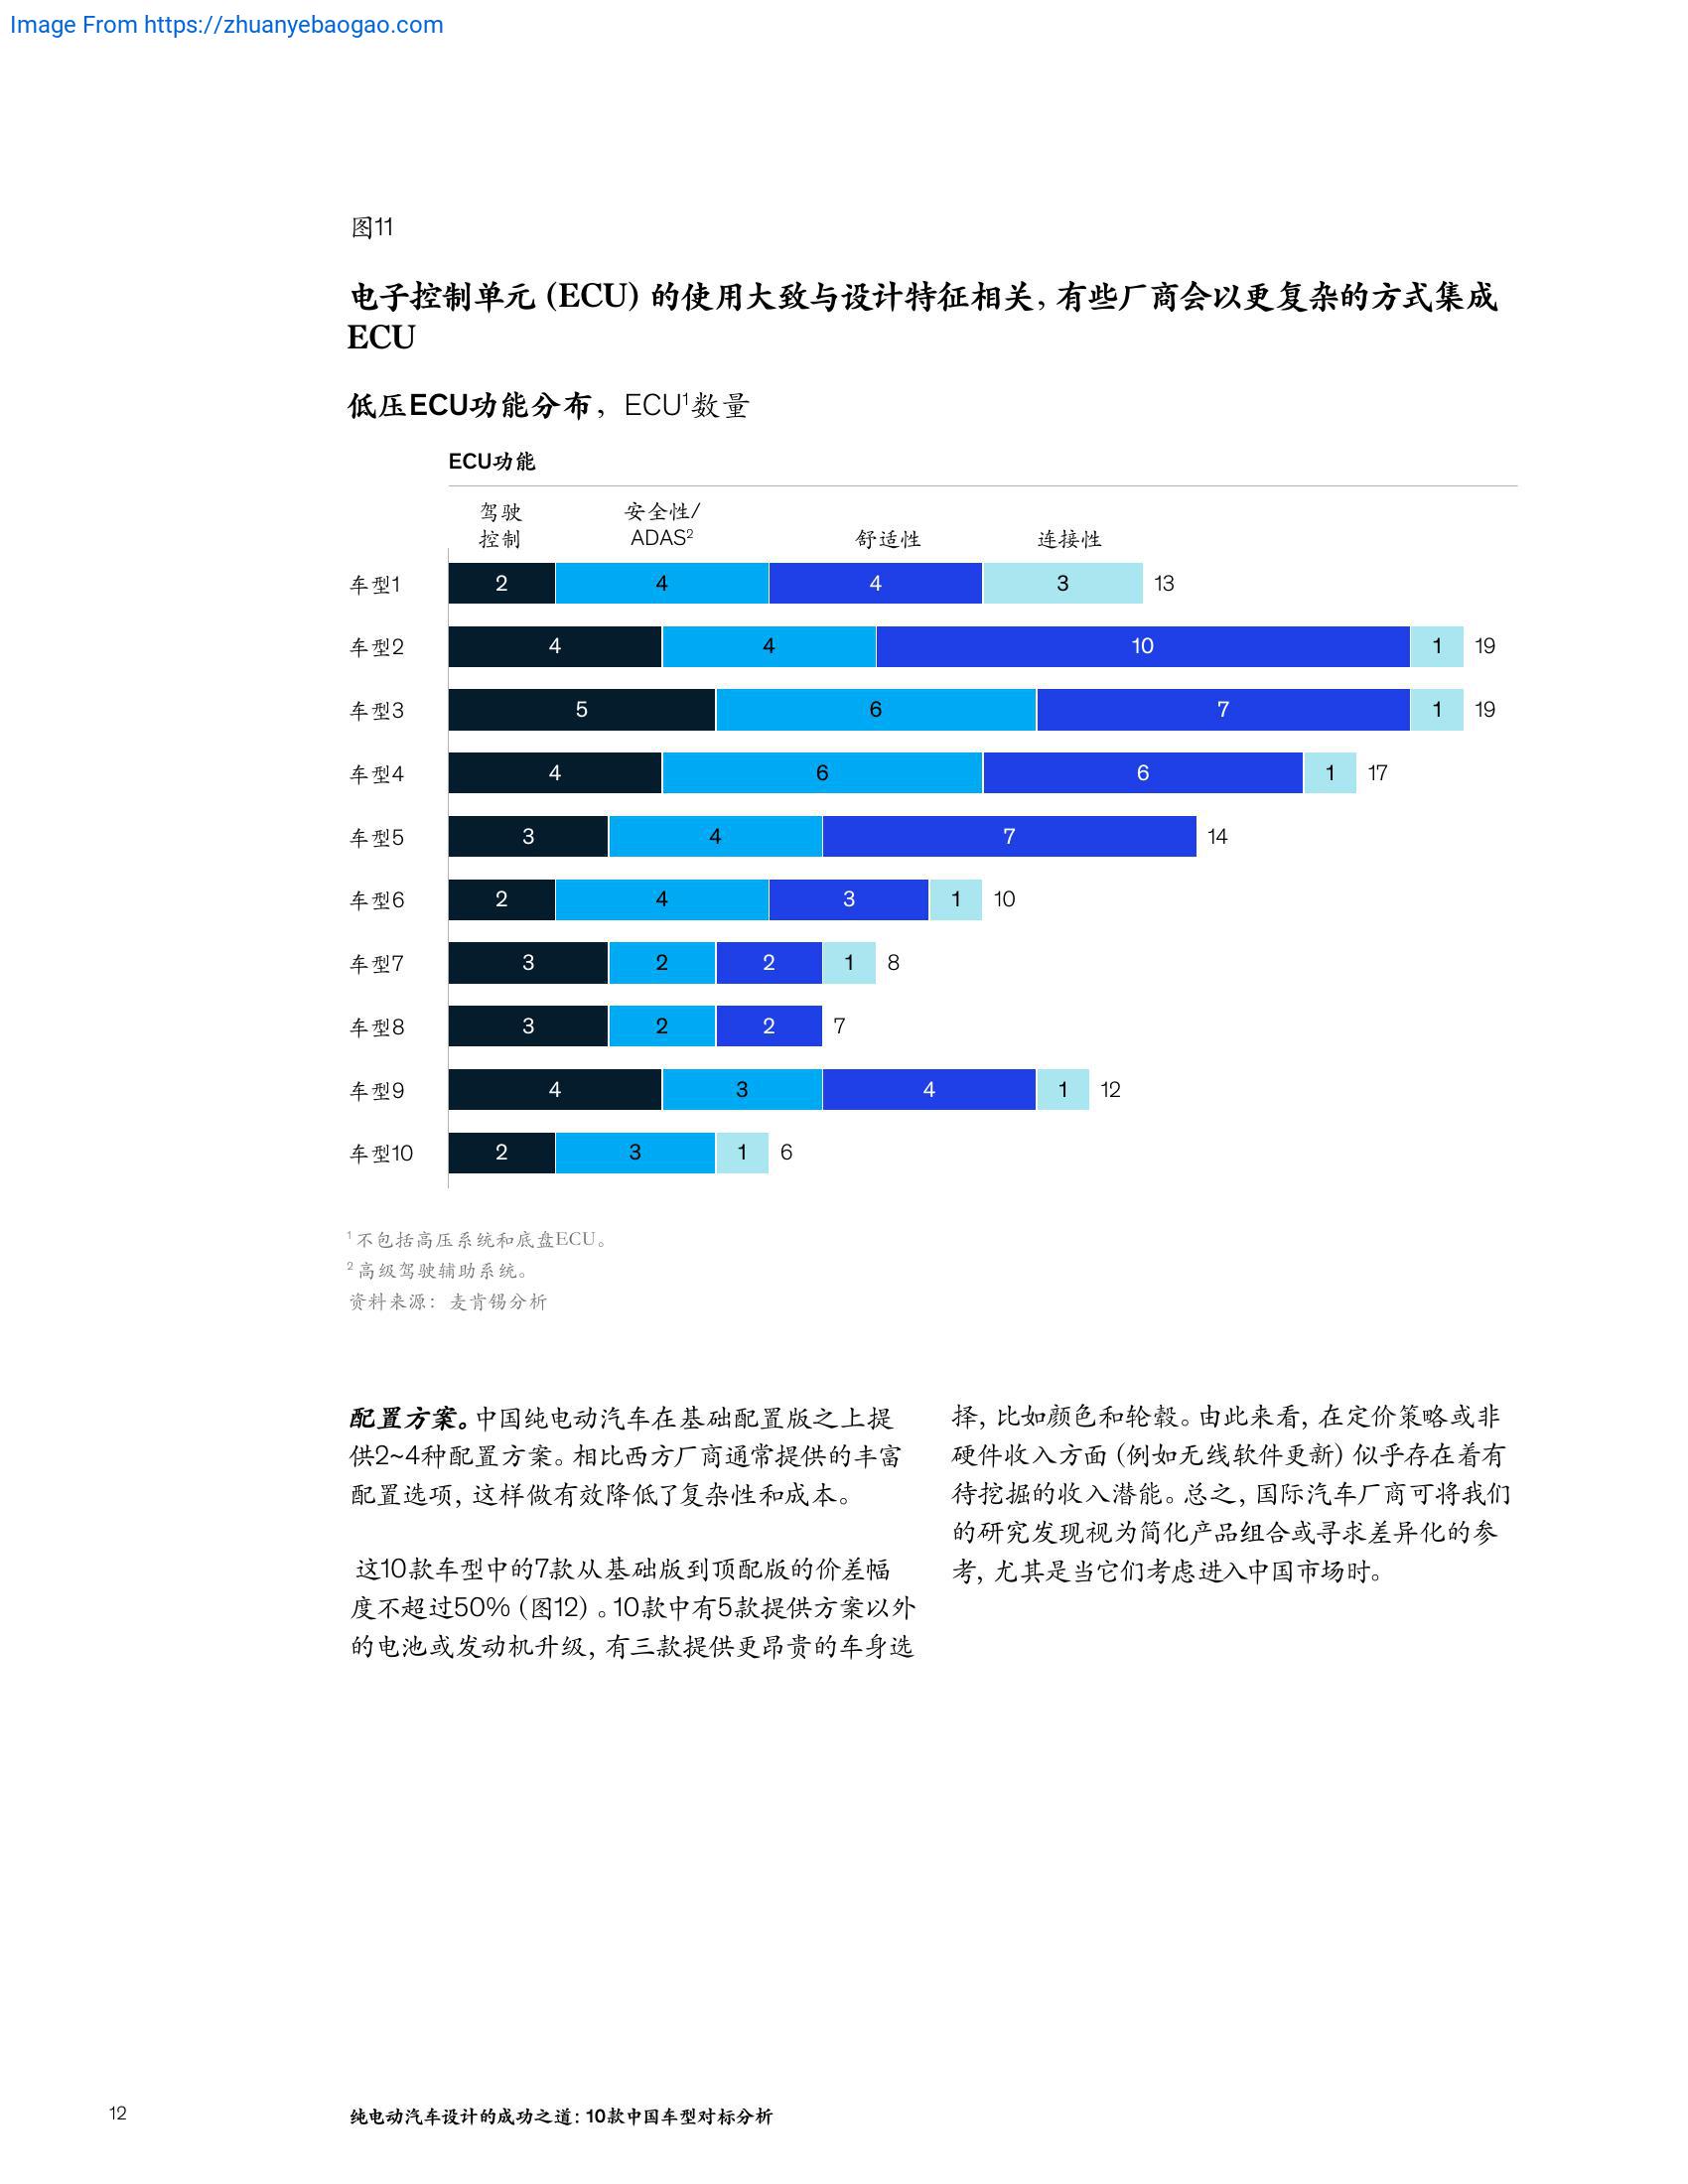 Image From https://zhuanyebaogao.com
图11
电子控制单元 (ECU) 的使用大致与设计特征相关, 有些厂商会以更复杂的方式集成
ECU
低压ECU功能分布, ECU¹数量
ECU功能
驾驶
控制
安全性/
ADAS²
舒适性
连接性
车型1 2 4 4 3 13
车型2 4 4 10 1 19
车型3 5 6 7 1 19
车型4 4 6 6 1 17
车型5 3 4 7 14
车型6 2 4 3 1 10
车型7 3 2 2 1 8
车型8 3 2 2 7
车型9 4 3 4 1 12
车型10 2 3 1 6
¹ 不包括高压系统和底盘ECU。
² 高级驾驶辅助系统。
资料来源: 麦肯锡分析
配置方案。中国纯电动汽车在基础配置版之上提
供2~4种配置方案。相比西方厂商通常提供的丰富
配置选项, 这样做有效降低了复杂性和成本。
这10款车型中的7款从基础版到顶配版的价差幅
度不超过50% (图12) 。10款中有5款提供方案以外
的电池或发动机升级, 有三款提供更昂贵的车身选
择, 比如颜色和轮毂。由此来看, 在定价策略或非
硬件收入方面 (例如无线软件更新) 似乎存在着有
待挖掘的收入潜能。总之, 国际汽车厂商可将我们
的研究发现视为简化产品组合或寻求差异化的参
考, 尤其是当它们考虑进入中国市场时。
12
纯电动汽车设计的成功之道: 10款中国车型对标分析